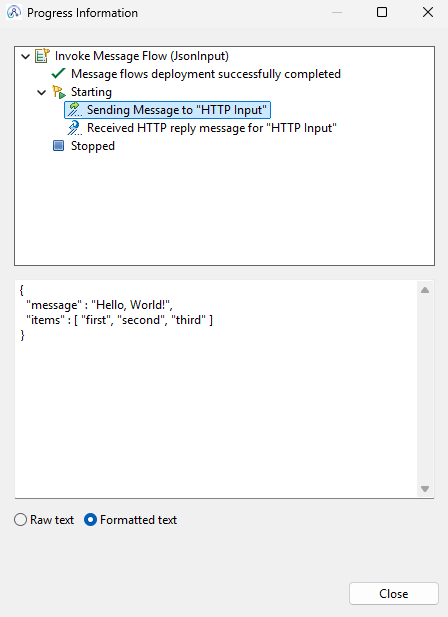 Progress Information
Invoke Message Flow (JsonInput)
Message flows deployment successfully completed
Starting
Sending Message to "HTTP Input"
Received HTTP reply message for "HTTP Input"
Stopped
{
  "message" : "Hello, World!",
  "items" : [ "first", "second", "third" ]
}
Raw text Formatted text
Close